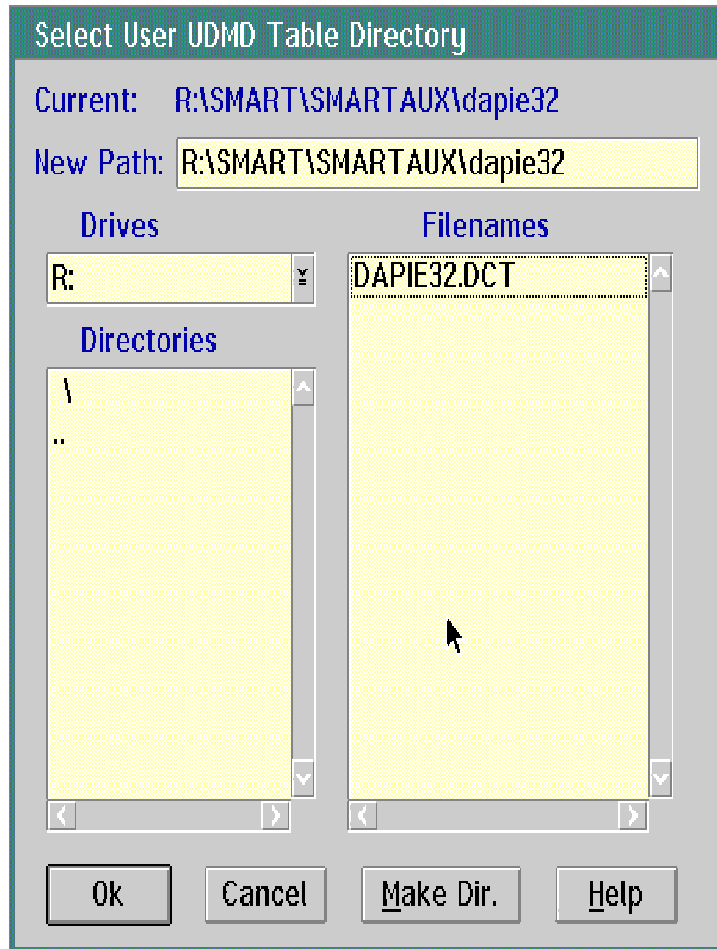 Select User UDMD Table Directory
Current: R:\SMART\SMARTAUX\dapie32
New Path: R:\SMART\SMARTAUX\dapie32
Drives
R:
Directories
\
..
Filenames
DAPIE32.DCT
Ok Cancel Make Dir. Help